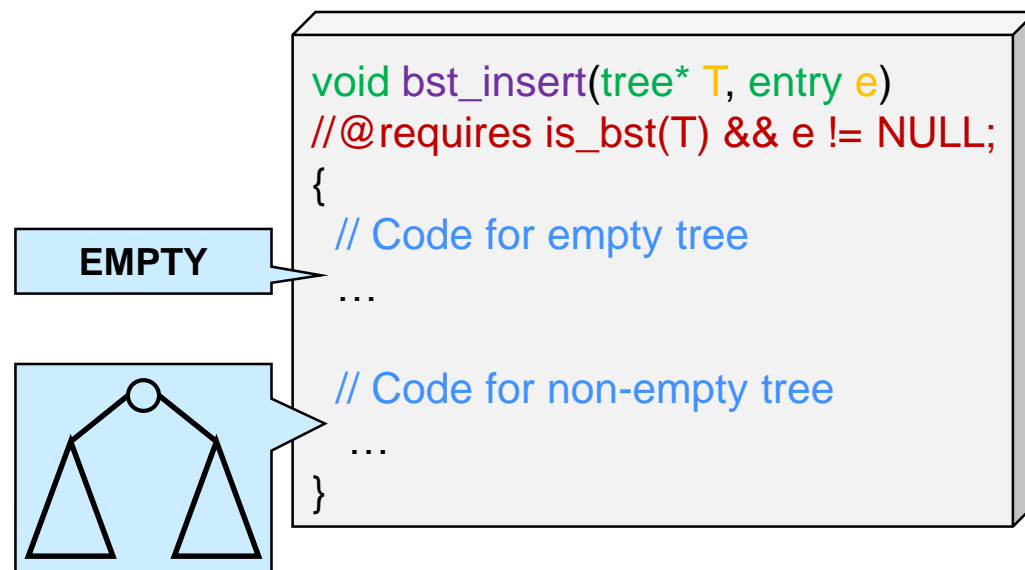 void bst_insert(tree* T, entry e)
//@requires is_bst(T) && e != NULL;
{
// Code for empty tree
EMPTY
…
// Code for non-empty tree
…
}